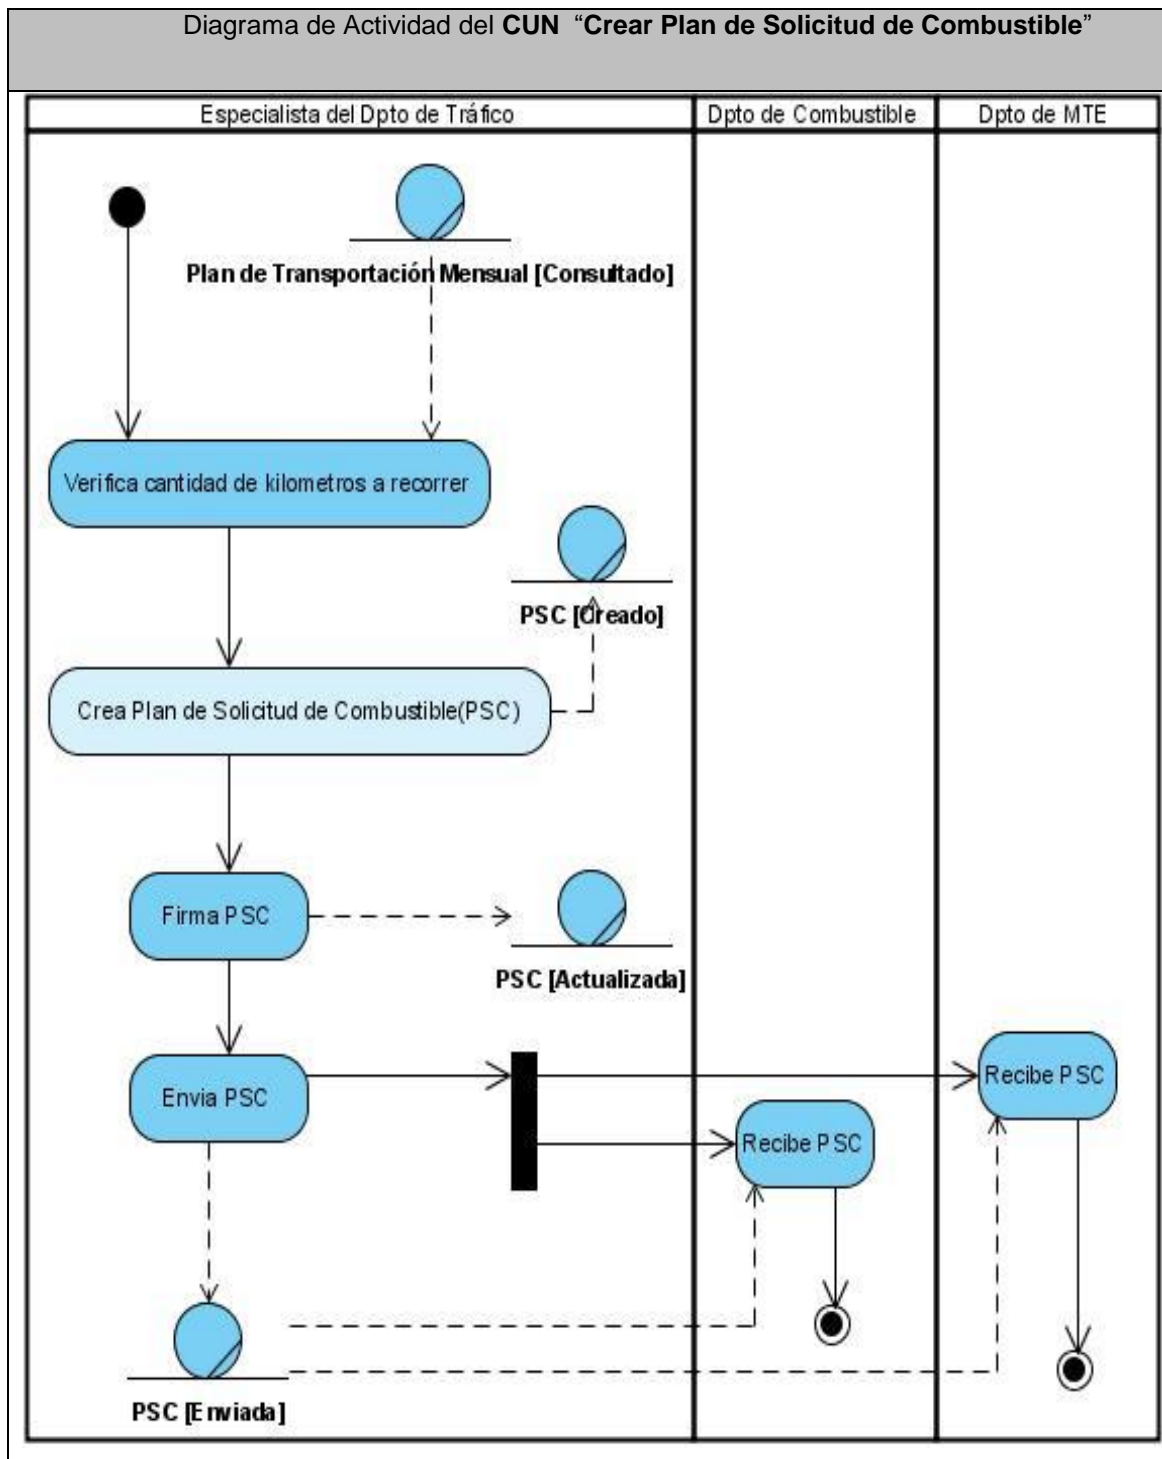 Diagrama de Actividad del CUN “Crear Plan de Solicitud de Combustible”
Especialista del Dpto de Tráfico
Dpto de Combustible
Dpto de MTE
Plan de Transportación Mensual [Consultado]
Verifica cantidad de kilometros a recorrer
PSC [Creado]
Crea Plan de Solicitud de Combustible(PSC)
Firma PSC
PSC [Actualizada]
Envia PSC
Recibe PSC
Recibe PSC
PSC [Enviada]